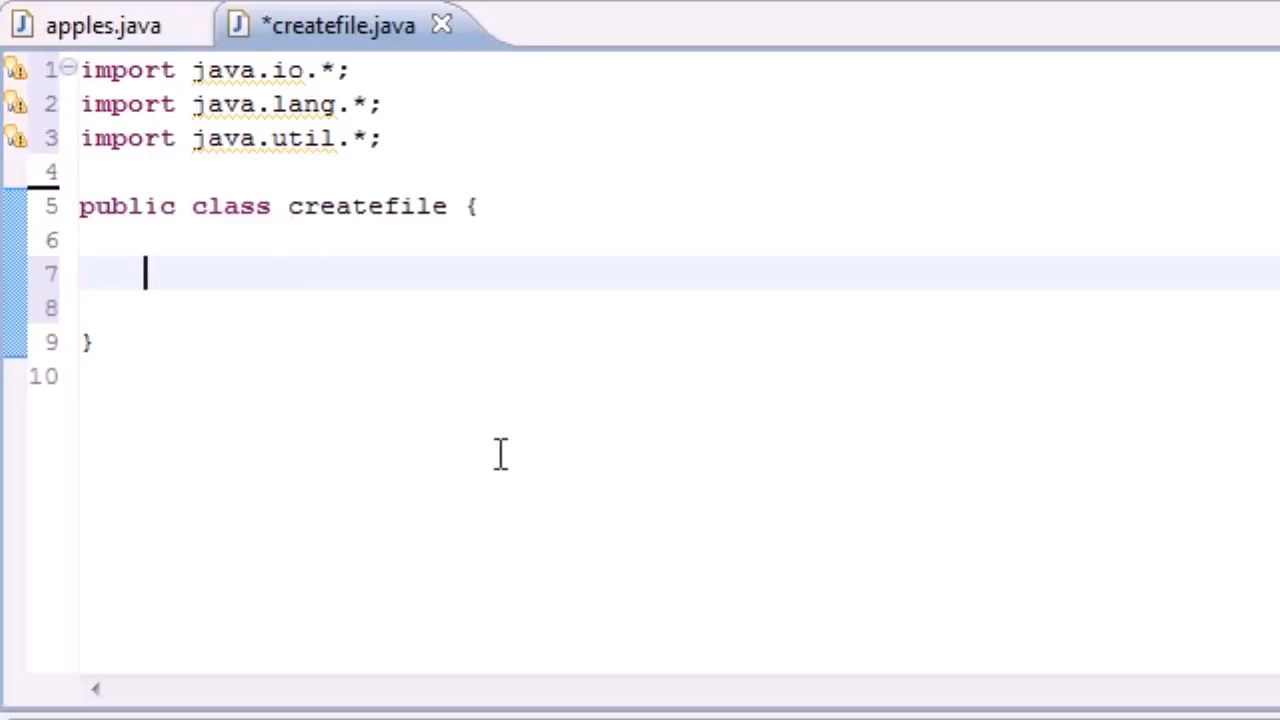 apples.java *createfile.java
1 import java.io.*;
2 import java.lang.*;
3 import java.util.*;
4
5 public class createfile {
6
7
8
9 }
10